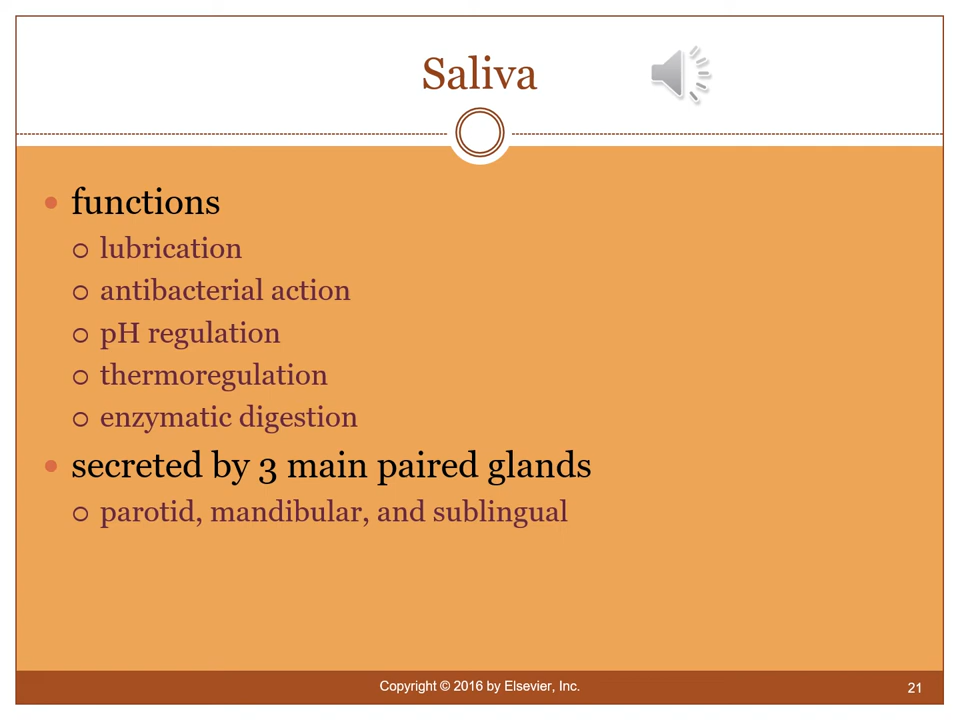 Saliva
functions
lubrication
antibacterial action
pH regulation
thermoregulation
enzymatic digestion
secreted by 3 main paired glands
parotid, mandibular, and sublingual
Copyright © 2016 by Elsevier, Inc.
21